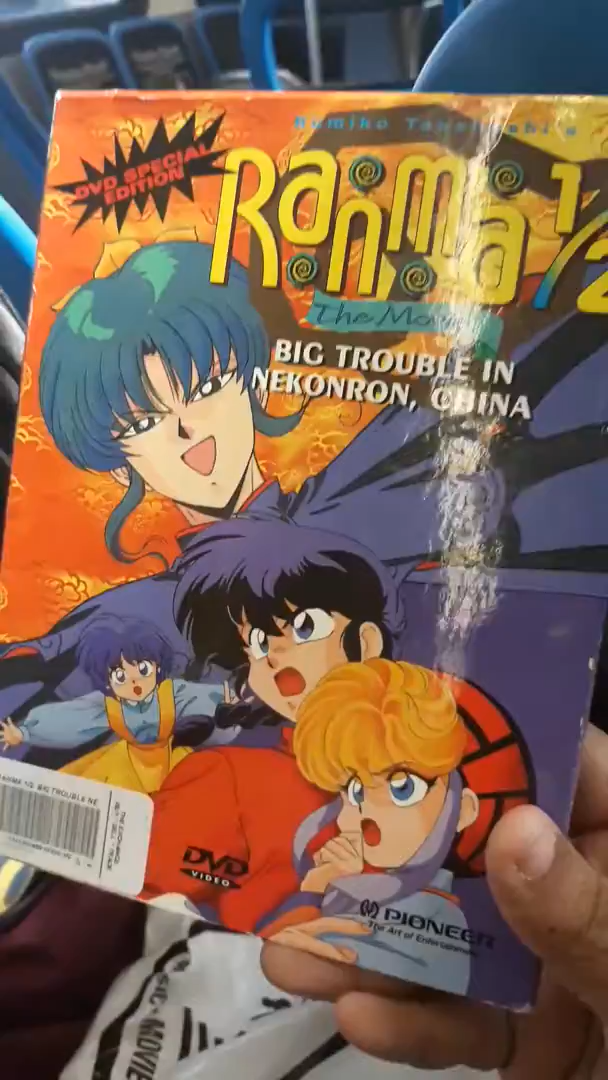 Rumiko Takahashi's
DVD SPECIAL
EDITION
Ranma 1/2
The Movie
BIG TROUBLE IN
NEKONRON, CHINA
RANMA 1/2: BIG TROUBLE NE
DVD
VIDEO
PIONEER
The Art of Entertainment
MOVIE